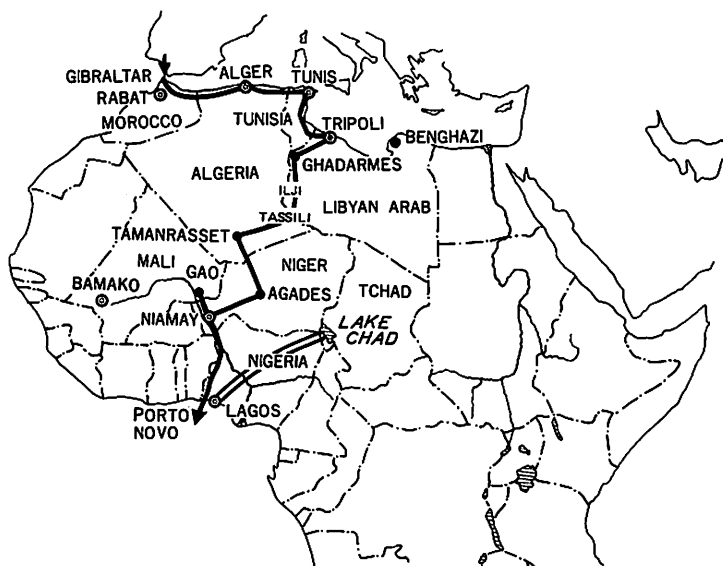 GIBRALTAR
ALGER
TUNIS
RABAT
MOROCCO
TUNISIA
TRIPOLI
BENGHAZI
GHADARMES
ALGERIA
ILJI
LIBYAN ARAB
TASSILI
TAMANRASSET
MALI
GAO
NIGER
BAMAKO
AGADES
TCHAD
NIAMAY
LAKE
CHAD
NIGERIA
PORTO
NOVO
LAGOS